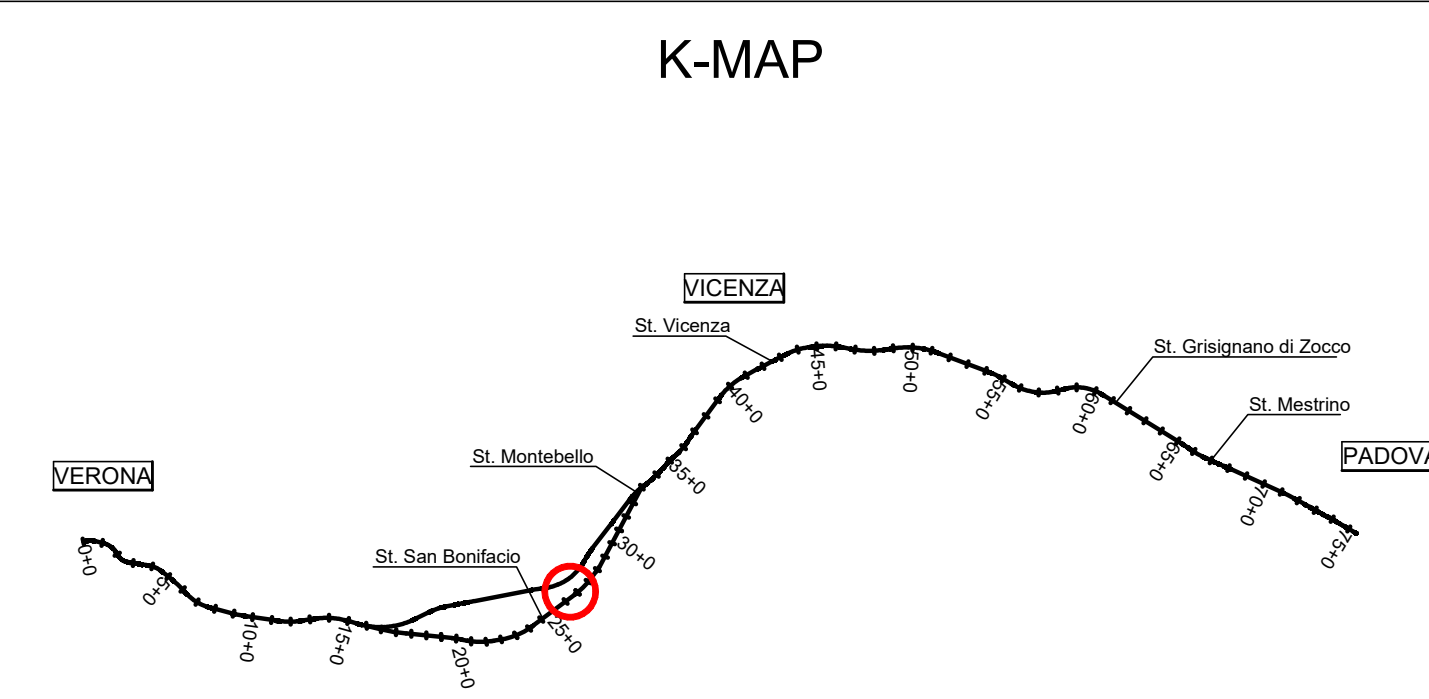 K-MAP
VICENZA
St. Vicenza
St. Grisignano di Zocco
St. Mestrino
PADOVA
St. Montebello
VERONA
St. San Bonifacio
0+0
5+0
10+0
15+0
20+0
25+0
30+0
35+0
40+0
45+0
50+0
55+0
60+0
65+0
70+0
75+0